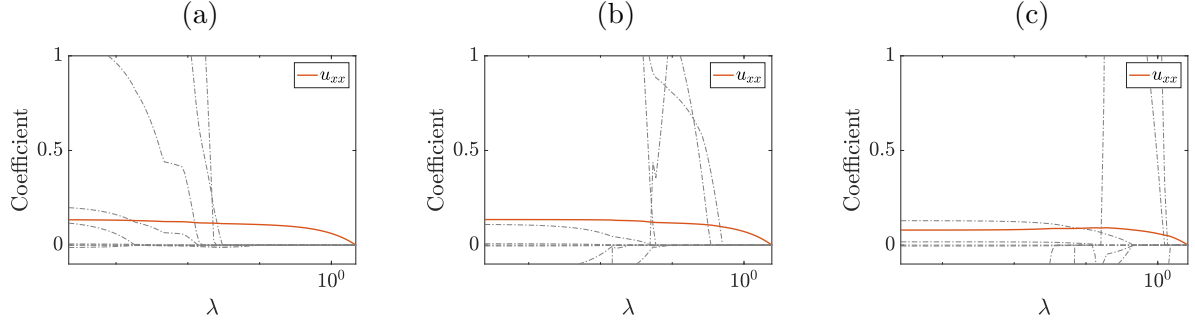 (a)
1
0.5
0
Coefficient
u_{xx}
10^0
λ
(b)
1
0.5
0
Coefficient
u_{xx}
10^0
λ
(c)
1
0.5
0
Coefficient
u_{xx}
10^0
λ